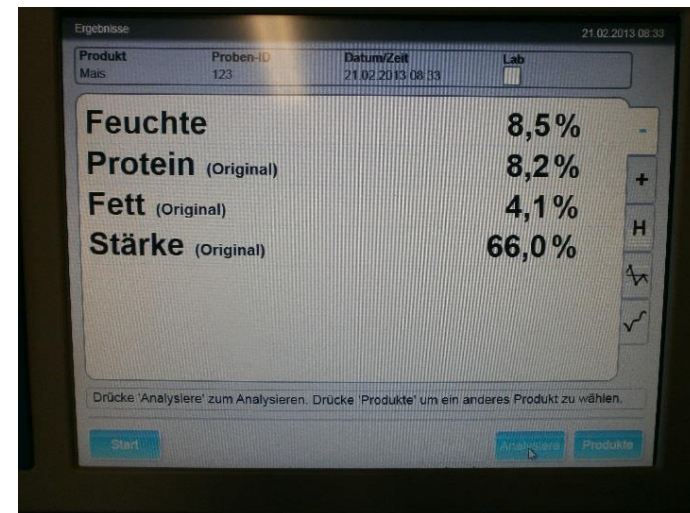 Ergebnisse 21.02.2013 08:33
Produkt Proben-ID Datum/Zeit Lab
Mais 123 21.02.2013 08:33
Feuchte 8,5%
Protein (Original) 8,2%
Fett (Original) 4,1%
Stärke (Original) 66,0%
-
+
H
Drücke 'Analysiere' zum Analysieren. Drücke 'Produkte' um ein anderes Produkt zu wählen.
Start Analysiere Produkte